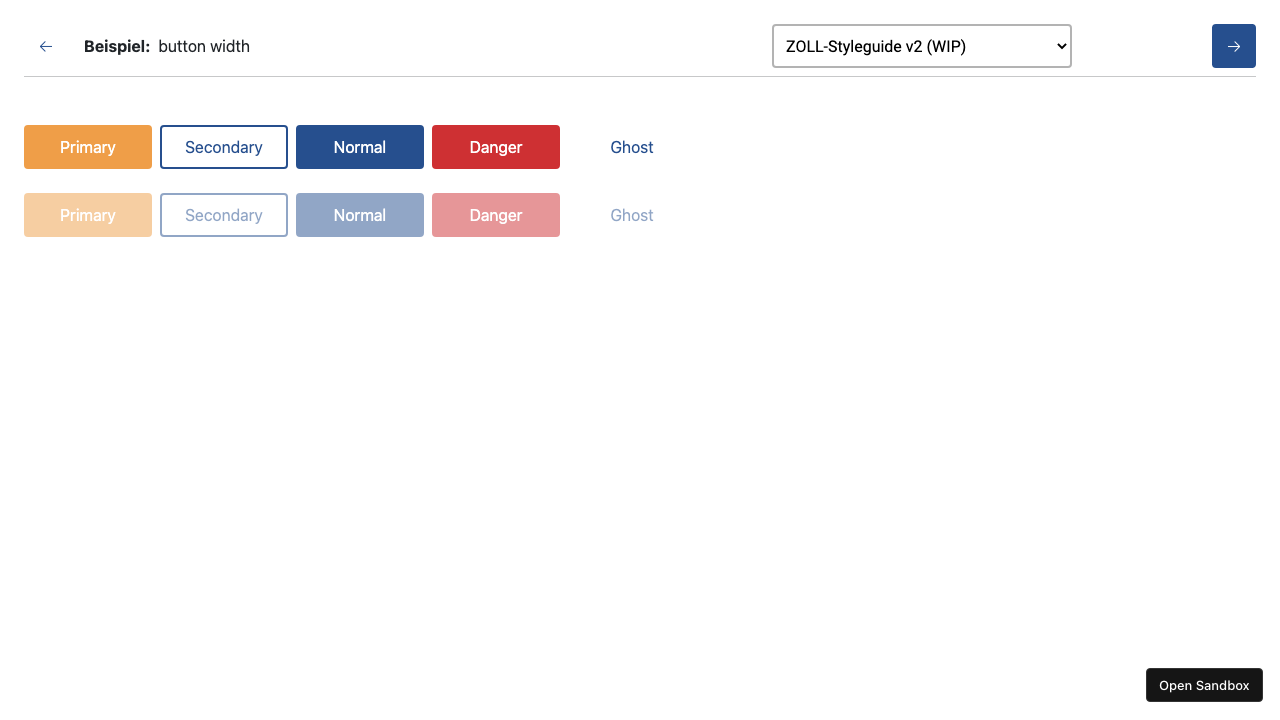 Beispiel: button width
ZOLL-Styleguide v2 (WIP)
Primary Secondary Normal Danger Ghost
Primary Secondary Normal Danger Ghost
Open Sandbox